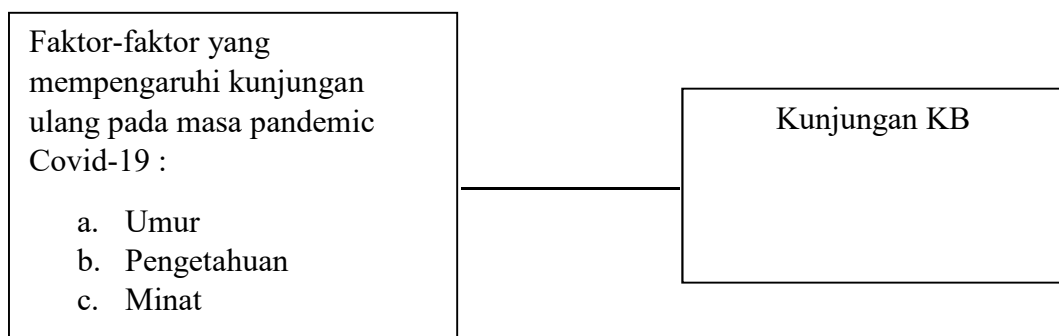 Faktor-faktor yang
mempengaruhi kunjungan
ulang pada masa pandemic
Covid-19 :
a. Umur
b. Pengetahuan
c. Minat
Kunjungan KB